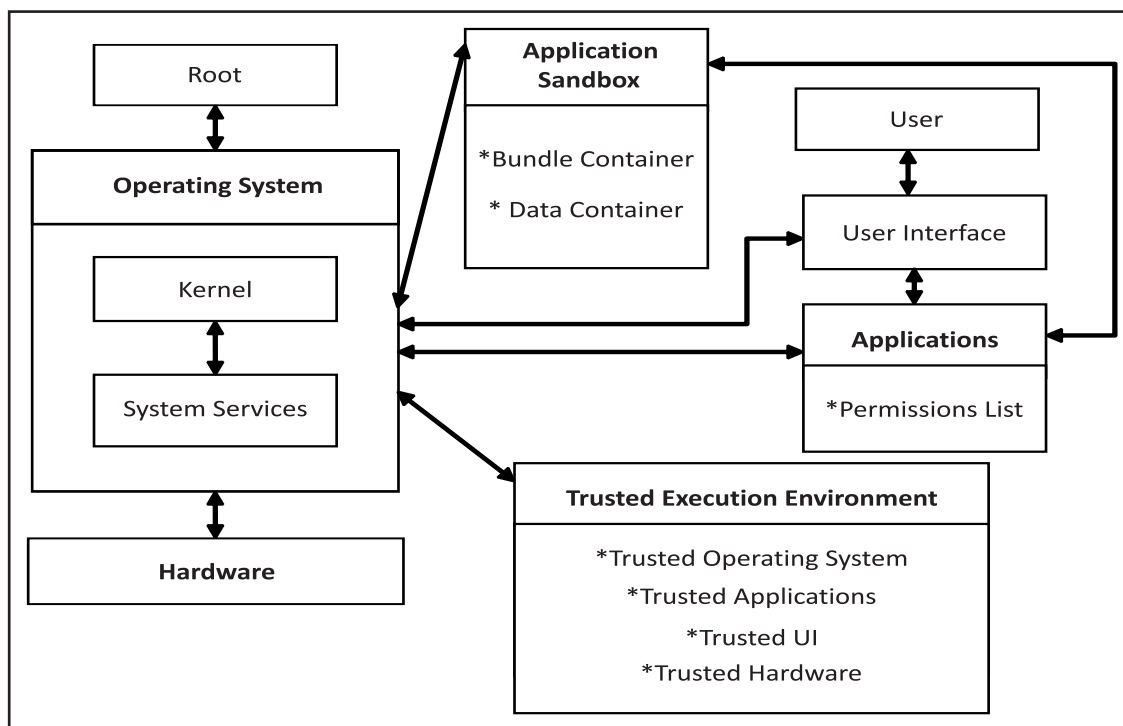 Root
Operating System
Kernel
System Services
Hardware
Application
Sandbox
*Bundle Container
* Data Container
User
User Interface
Applications
*Permissions List
Trusted Execution Environment
*Trusted Operating System
*Trusted Applications
*Trusted UI
*Trusted Hardware